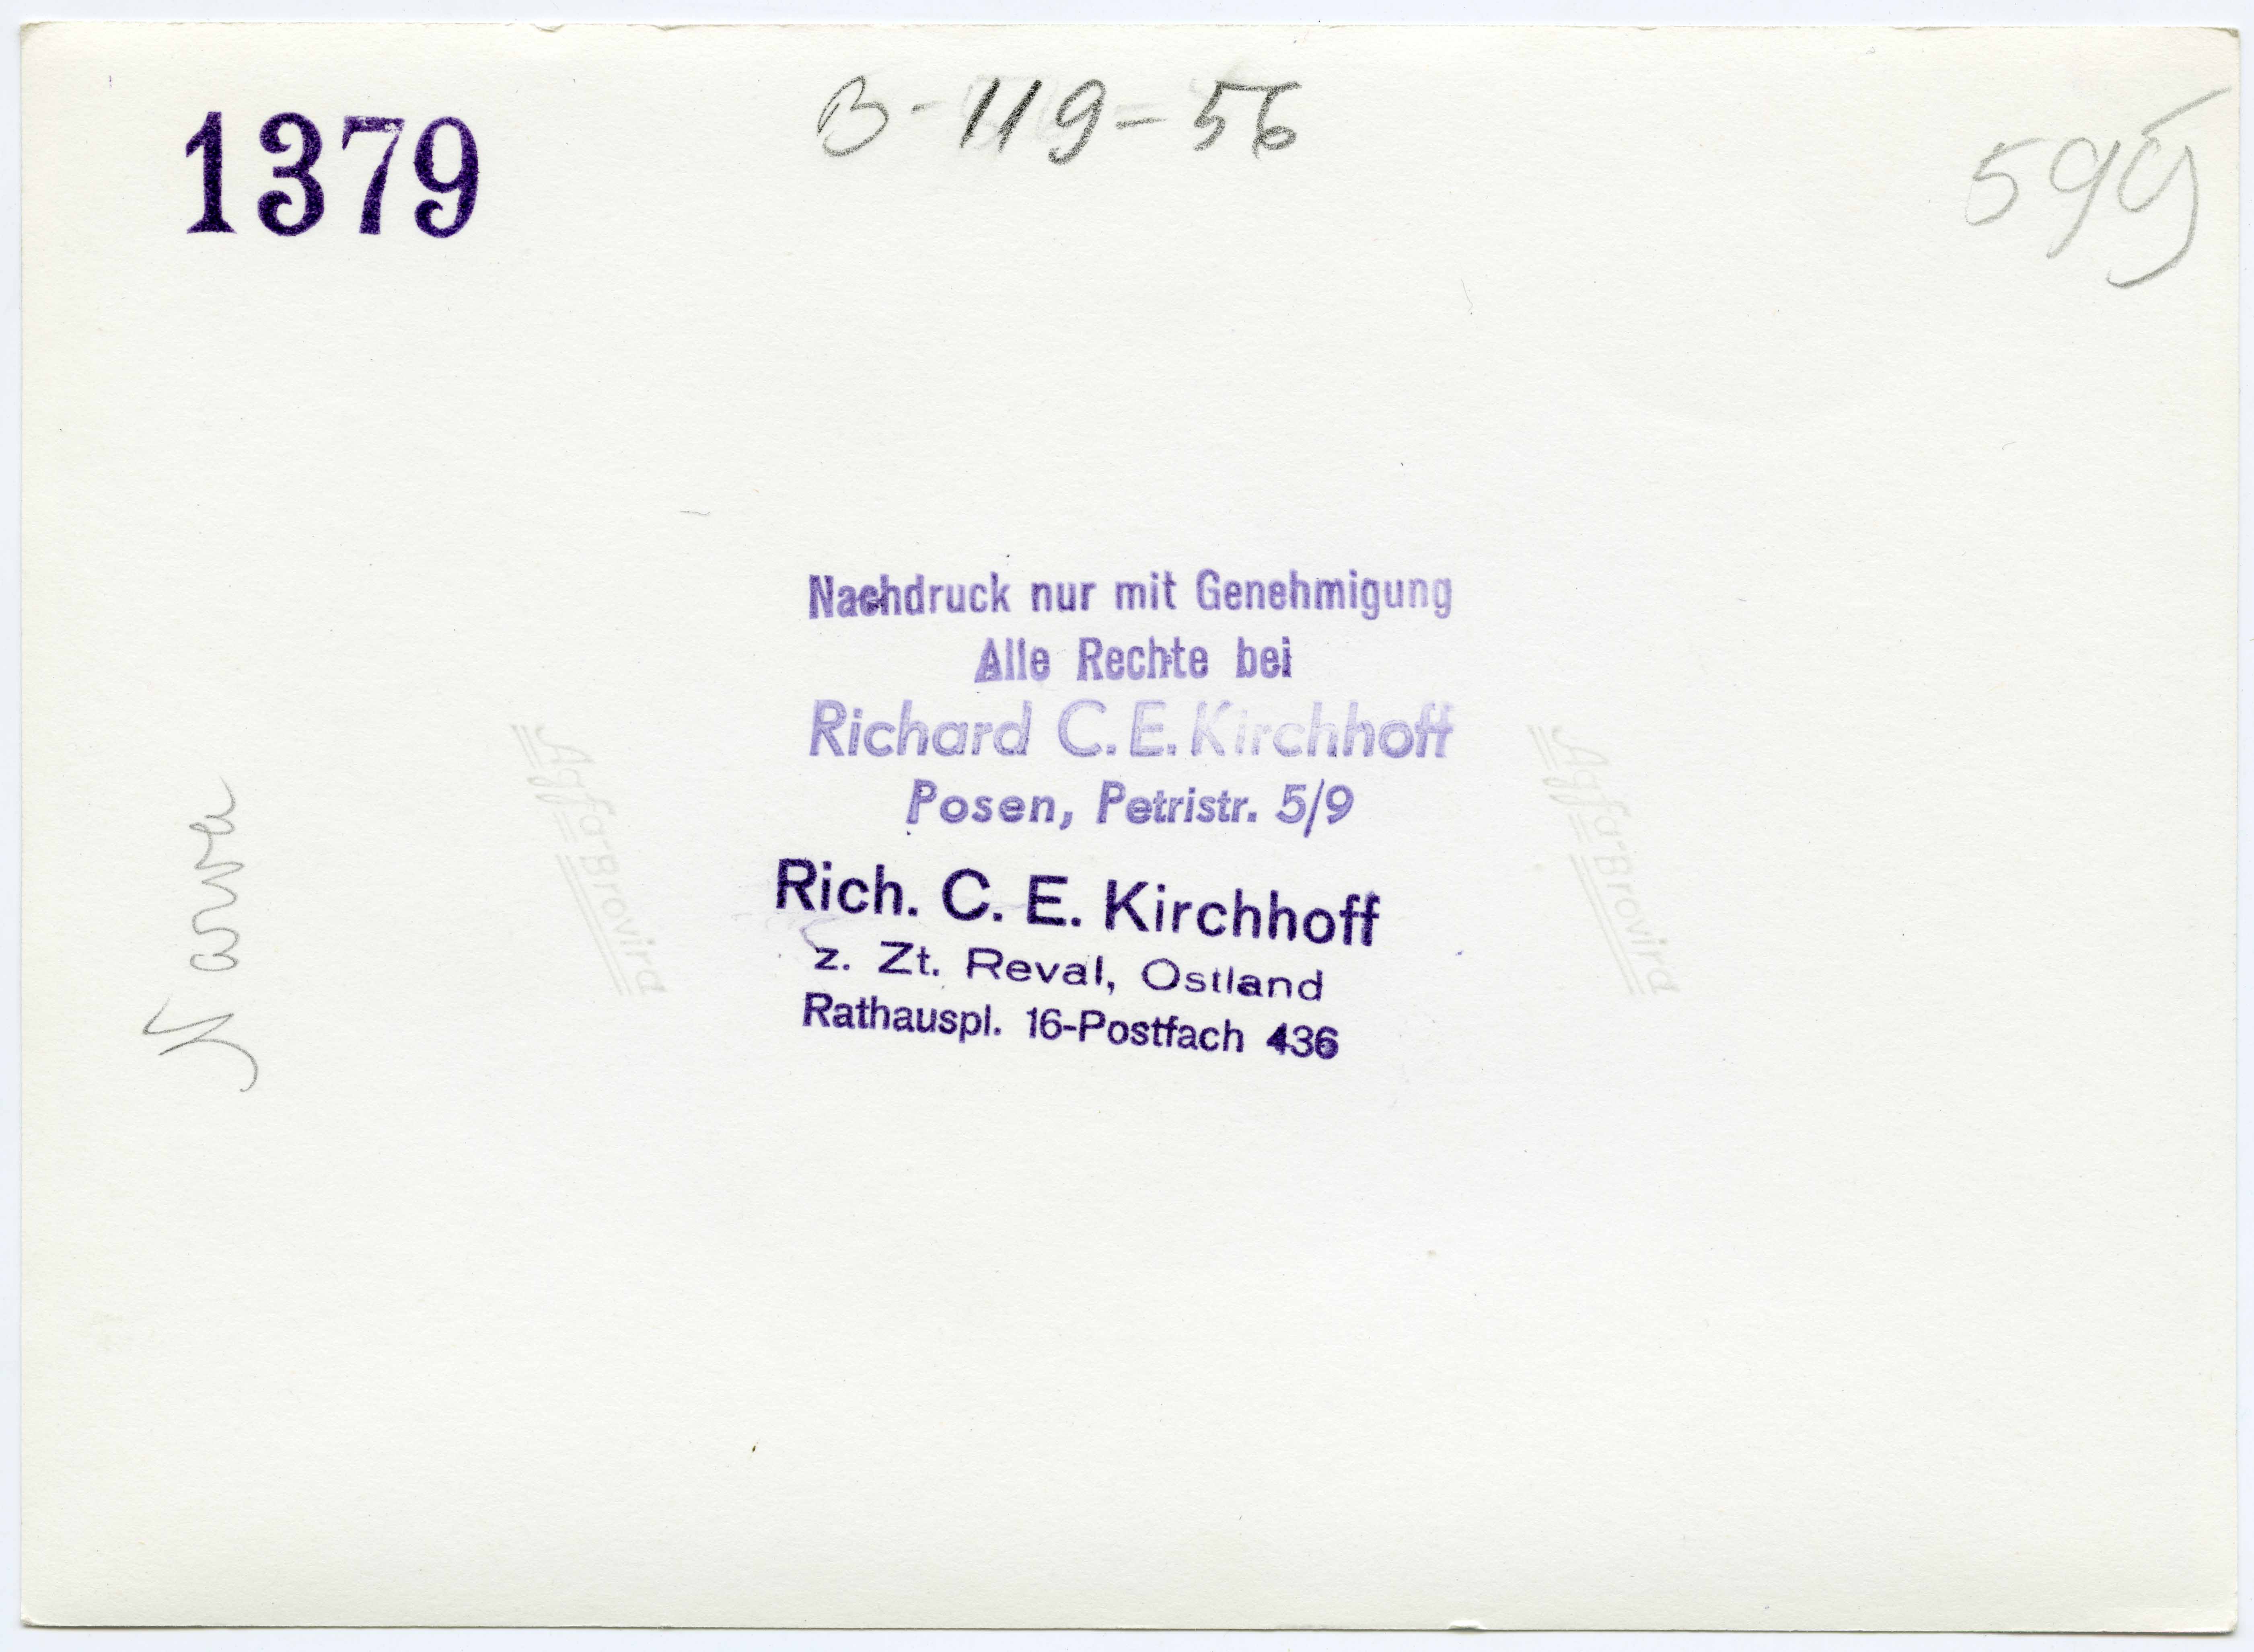 1379
B-119-56
Nachdruck nur mit Genehmigung
Alle Rechte bei
Richard C. E. Kirchhoff
Posen, Petristr. 5/9
Rich. C. E. Kirchhoff
z. Zt. Reval, Ostland
Rathauspl. 16-Postfach 436
Narva
Agfa-Brovira
Agfa-Brovira